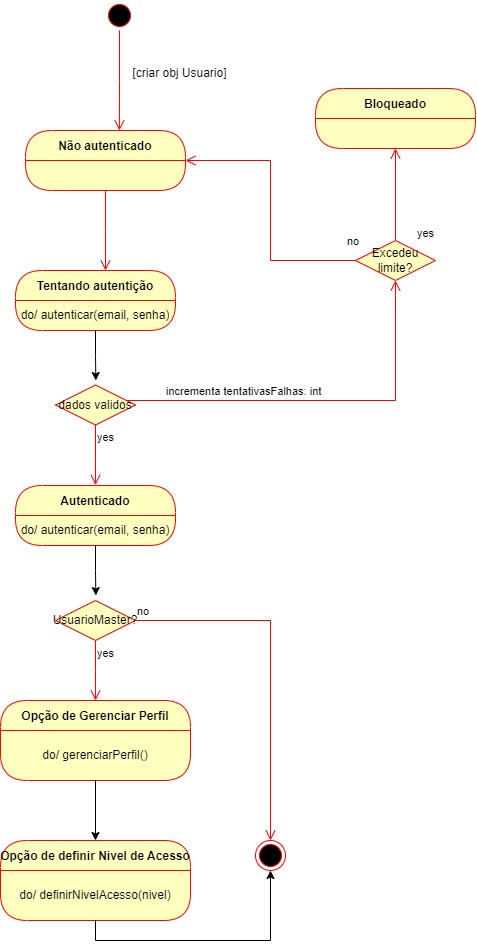 [criar obj Usuario]
Bloqueado
Não autenticado
yes
no
Excedeu
limite?
Tentando autentição
do/ autenticar(email, senha)
incrementa tentativasFalhas: int
dados validos
yes
Autenticado
do/ autenticar(email, senha)
no
UsuarioMaster?
yes
Opção de Gerenciar Perfil
do/ gerenciarPerfil()
Opção de definir Nivel de Acesso
do/ definirNivelAcesso(nivel)